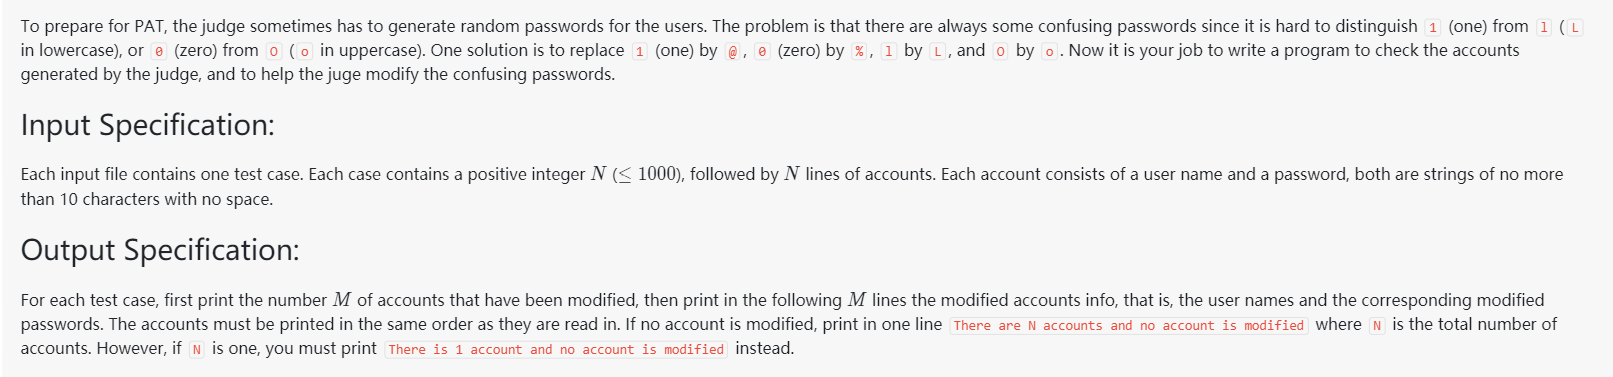 To prepare for PAT, the judge sometimes has to generate random passwords for the users. The problem is that there are always some confusing passwords since it is hard to distinguish 1 (one) from l ( L
in lowercase), or 0 (zero) from O ( o in uppercase). One solution is to replace 1 (one) by @ , 0 (zero) by % , l by L , and O by o . Now it is your job to write a program to check the accounts
generated by the judge, and to help the juge modify the confusing passwords.
Input Specification:
Each input file contains one test case. Each case contains a positive integer N (≤ 1000), followed by N lines of accounts. Each account consists of a user name and a password, both are strings of no more
than 10 characters with no space.
Output Specification:
For each test case, first print the number M of accounts that have been modified, then print in the following M lines the modified accounts info, that is, the user names and the corresponding modified
passwords. The accounts must be printed in the same order as they are read in. If no account is modified, print in one line There are N accounts and no account is modified where N is the total number of
accounts. However, if N is one, you must print There is 1 account and no account is modified instead.